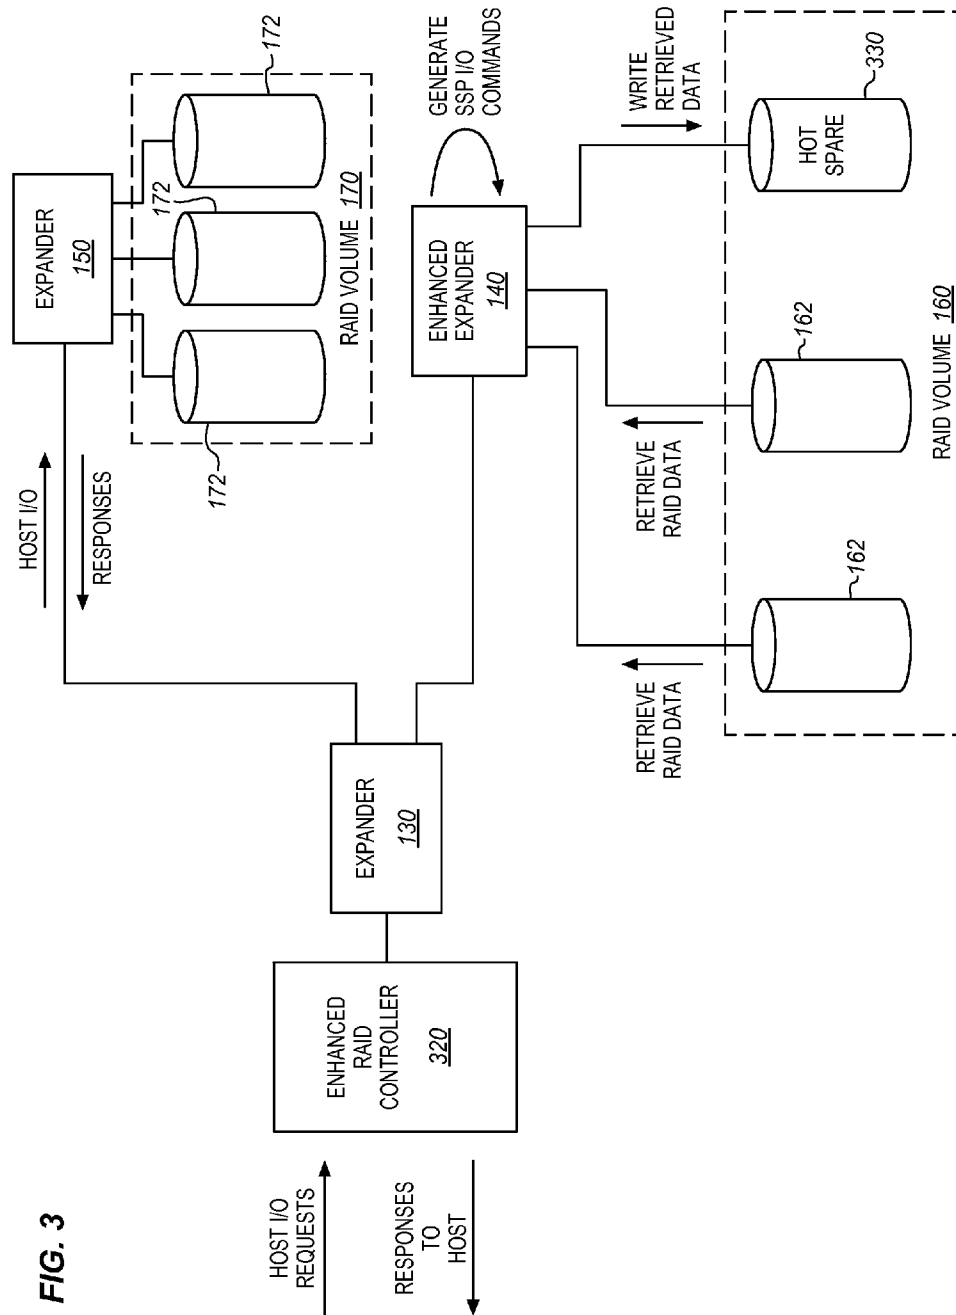 FIG. 3
HOST I/O
REQUESTS
RESPONSES
TO
HOST
ENHANCED
RAID
CONTROLLER
320
EXPANDER
130
HOST I/O
RESPONSES
EXPANDER
150
172
172
172
RAID VOLUME 170
ENHANCED
EXPANDER
140
GENERATE
SSP I/O
COMMANDS
RETRIEVE
RAID DATA
RETRIEVE
RAID DATA
WRITE
RETRIEVED
DATA
162
162
HOT
SPARE
330
RAID VOLUME 160